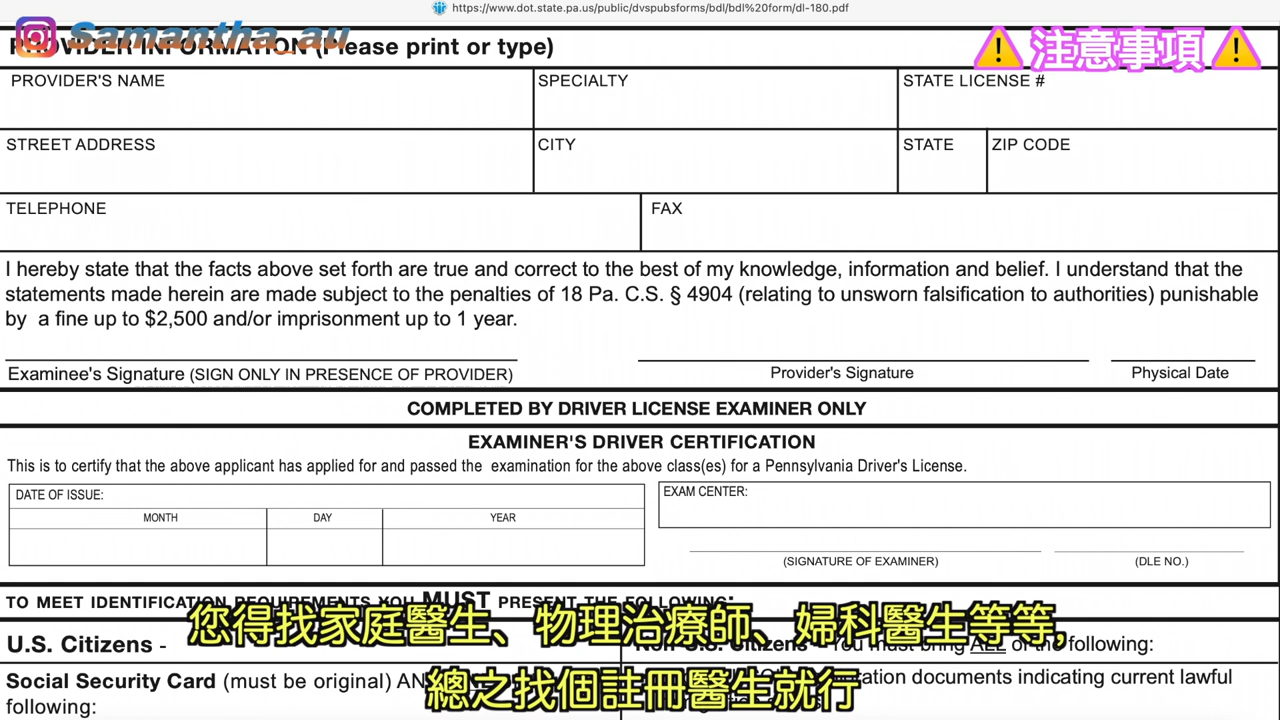 https://www.dot.state.pa.us/public/dvspubsforms/bdl/bdl%20form/dl-180.pdf
Samantha_au
PROVIDER INFORMATION (Please print or type)
⚠️注意事項⚠️
PROVIDER'S NAME
SPECIALTY
STATE LICENSE #
STREET ADDRESS
CITY
STATE
ZIP CODE
TELEPHONE
FAX
I hereby state that the facts above set forth are true and correct to the best of my knowledge, information and belief. I understand that the
statements made herein are made subject to the penalties of 18 Pa. C.S. § 4904 (relating to unsworn falsification to authorities) punishable
by a fine up to $2,500 and/or imprisonment up to 1 year.
Examinee's Signature (SIGN ONLY IN PRESENCE OF PROVIDER)
Provider's Signature
Physical Date
COMPLETED BY DRIVER LICENSE EXAMINER ONLY
EXAMINER'S DRIVER CERTIFICATION
This is to certify that the above applicant has applied for and passed the examination for the above class(es) for a Pennsylvania Driver's License.
DATE OF ISSUE:
EXAM CENTER:
MONTH
DAY
YEAR
(SIGNATURE OF EXAMINER)
(DLE NO.)
TO MEET IDENTIFICATION REQUIREMENTS YOU MUST PRESENT THE FOLLOWING:
您得找家庭醫生、物理治療師、婦科醫生等等,
U.S. Citizens -
Non-U.S. Citizens - You must bring ALL of the following:
總之找個註冊醫生就行
Social Security Card (must be original) AN
documents indicating current lawful
following: